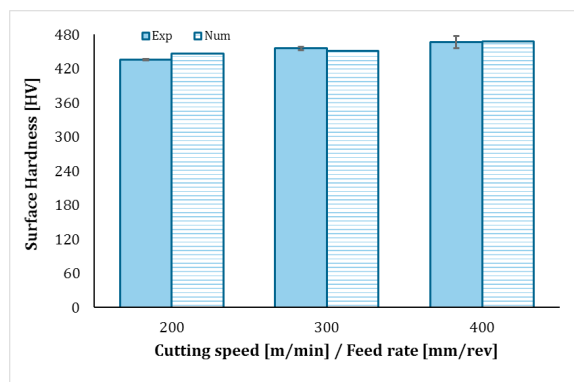 Exp Num
Surface Hardness [HV]
480
420
360
300
240
180
120
60
0
200 300 400
Cutting speed [m/min] / Feed rate [mm/rev]